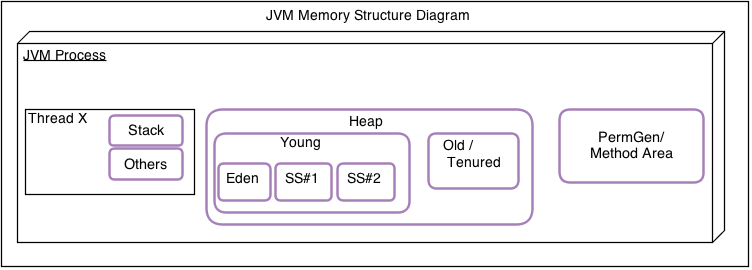 JVM Memory Structure Diagram
JVM Process
Thread X
Stack
Others
Heap
Young
Eden
SS#1
SS#2
Old /
Tenured
PermGen/
Method Area